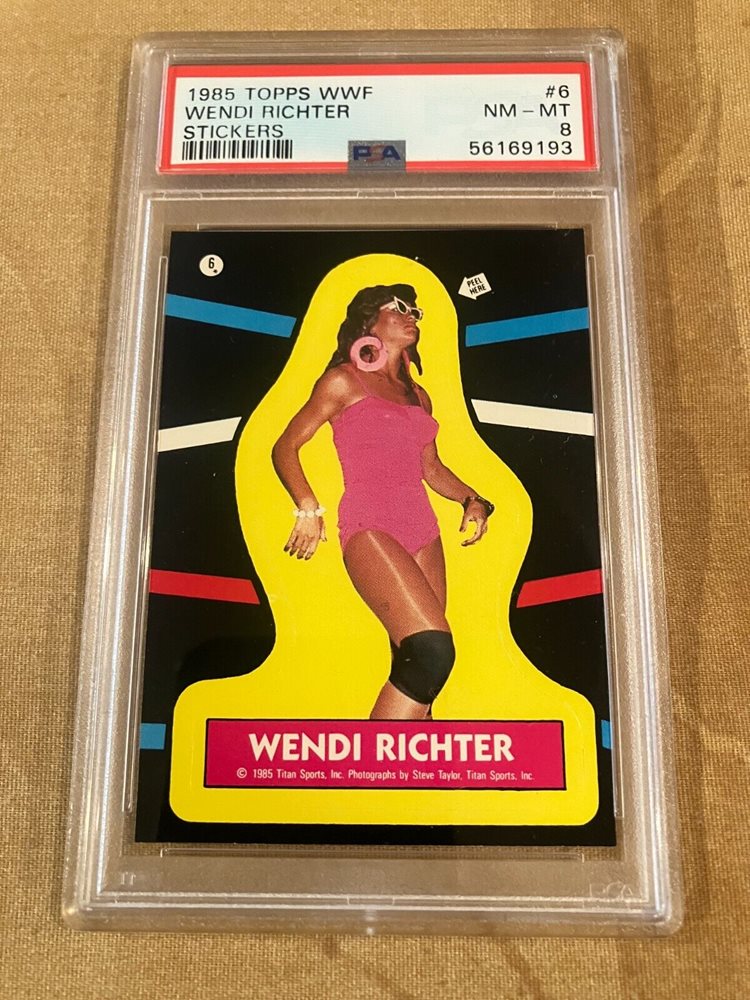 1985 TOPPS WWF #6
WENDI RICHTER NM – MT
STICKERS 8
PSA 56169193
6
PEEL
HERE
WENDI RICHTER
© 1985 Titan Sports, Inc. Photographs by Steve Taylor, Titan Sports, Inc.
PSA